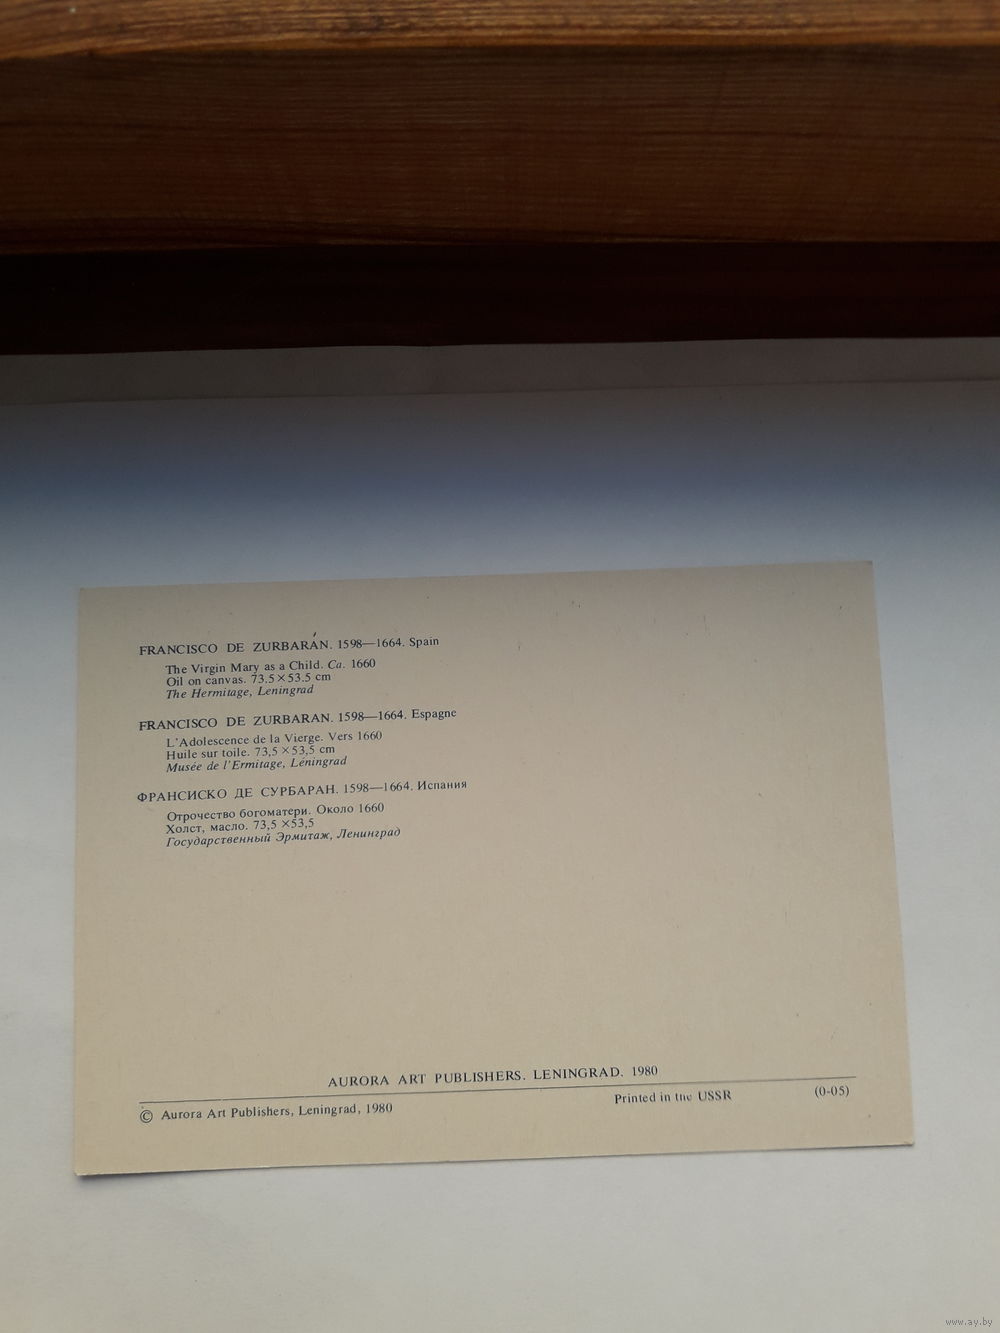 FRANCISCO DE ZURBARÁN. 1598—1664. Spain
The Virgin Mary as a Child. Ca. 1660
Oil on canvas. 73.5×53.5 cm
The Hermitage, Leningrad
FRANCISCO DE ZURBARAN. 1598—1664. Espagne
L'Adolescence de la Vierge. Vers 1660
Huile sur toile. 73,5 ×53,5 cm
Musée de l'Ermitage, Léningrad
ФРАНСИСКО ДЕ СУРБАРАН. 1598—1664. Испания
Отрочество богоматери. Около 1660
Холст, масло. 73,5 ×53,5
Государственный Эрмитаж, Ленинград
AURORA ART PUBLISHERS. LENINGRAD. 1980
© Aurora Art Publishers, Leningrad, 1980 Printed in the USSR (0-05)
www.ay.by